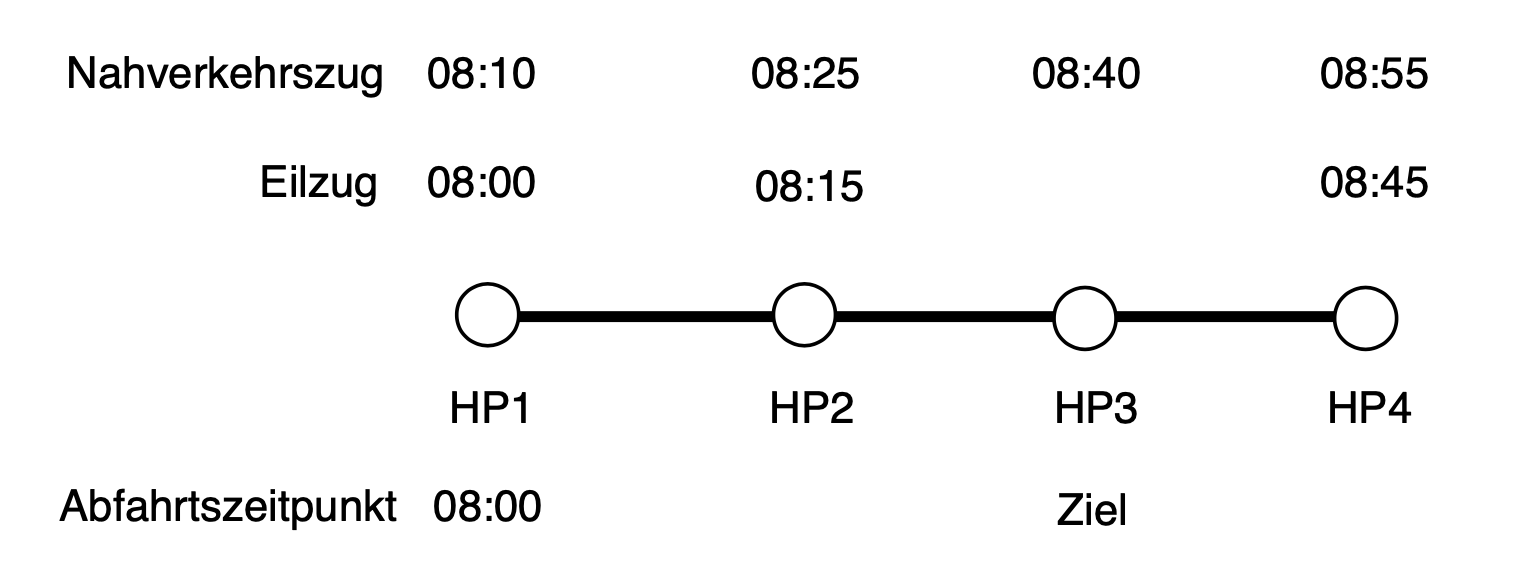 Nahverkehrszug 08:10 08:25 08:40 08:55
Eilzug 08:00 08:15 08:45
HP1 HP2 HP3 HP4
Abfahrtszeitpunkt 08:00 Ziel